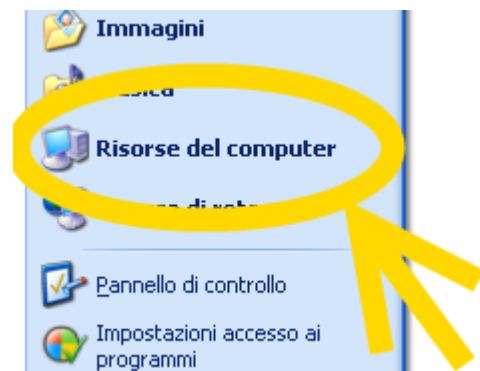 Immagini
Risorse del computer
Pannello di controllo
Impostazioni accesso ai
programmi